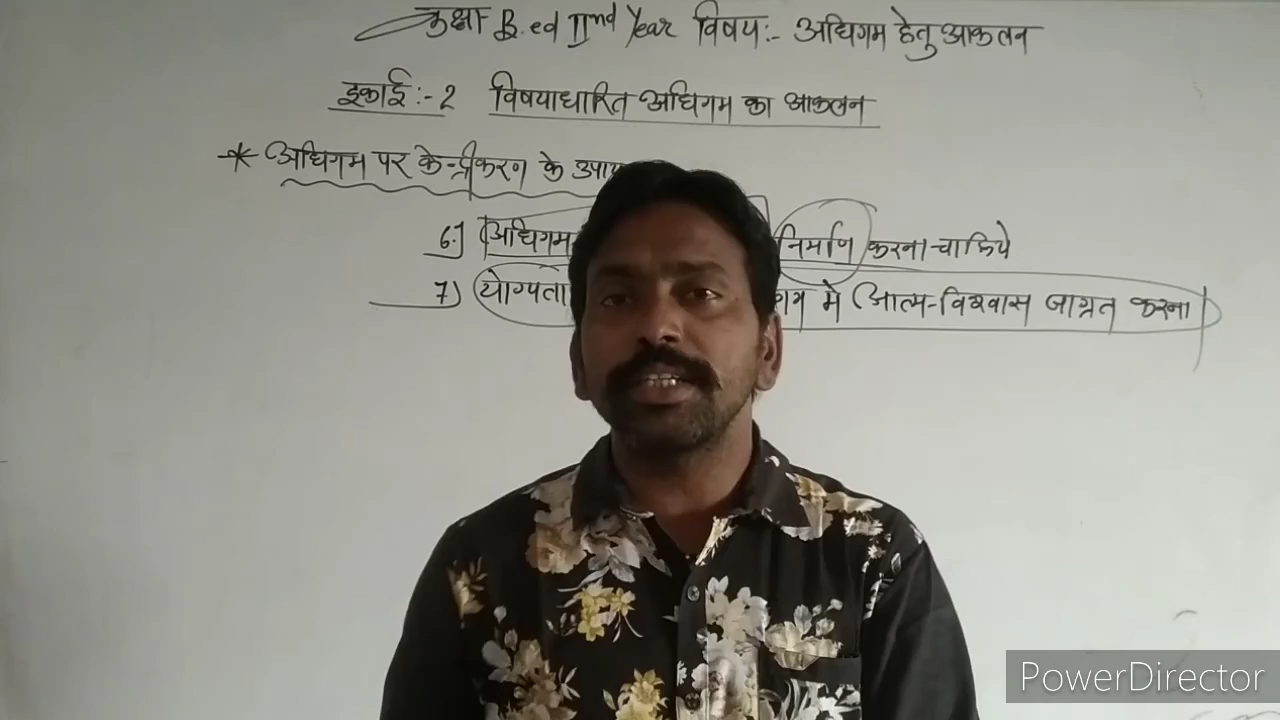 कक्षा B.ed IInd Year विषय:- अधिगम हेतु आकलन
इकाई:-2 विषयाधारित अधिगम का आकलन
* अधिगम पर केन्द्रीकरण के
6.) अधिगम निर्माण करना चाहिये
7) योग्यता में आत्म-विश्वास जाग्रत करना
PowerDirector